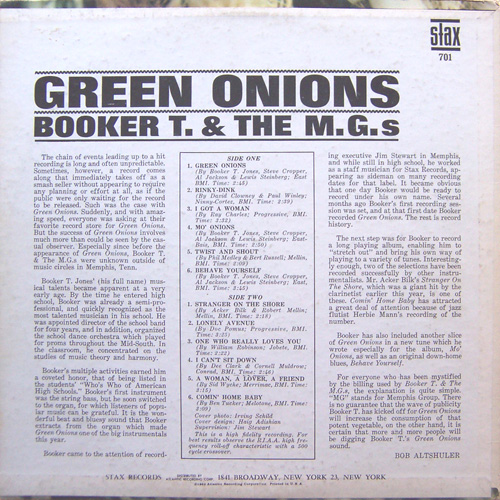 stax
701
GREEN ONIONS
BOOKER T. & THE M.G.s
The chain of events leading up to a hit
recording is long and often unpredictable.
Sometimes, however, a record comes
along that immediately takes off as a
smash seller without appearing to require
any planning or effort at all, as if the
public were only waiting for the record
to be released. Such was the case with
Green Onions. Suddenly, and with amaz-
ing speed, everyone was asking at their
favorite record store for Green Onions.
But the success of Green Onions involves
much more than could be seen by the cas-
ual observer. Especially since before the
appearance of Green Onions, Booker T.
& The M.G.s were unknown outside of
music circles in Memphis, Tenn.
Booker T. Jones' (his full name) mus-
ical talents became apparent at a very
early age. By the time he entered high
school, Booker was already a semi-pro-
fessional, and quickly recognized as the
most talented musician in his school. He
was appointed director of the school band
for four years, and in addition, organized
the school dance orchestra which played
for proms throughout the Mid-South. In
the classroom, he concentrated on the
studies of music theory and harmony.
Booker's multiple activities earned him
a coveted honor, that of being listed in
the students' "Who's Who of American
High Schools." Booker's first instrument
was the string bass, but he soon switched
to the organ, for which listeners of popu-
lar music can be grateful. It is the won-
derful beat and bluesy sound that Booker
extracts from the organ which made
Green Onions one of the big instrumentals
this year.
Booker came to the attention of record-
SIDE ONE
1. GREEN ONIONS
(By Booker T. Jones, Steve Cropper,
Al Jackson & Lewis Steinberg; East
BMI. Time: 2:45)
2. RINKY-DINK
(By David Clowney & Paul Winley;
BMI. Time: 2:39)
3. I GOT A WOMAN
(By Ray Charles; Progressive, BMI.
Time: 3:32)
4. MO' ONIONS
(By Booker T. Jones, Steve Cropper,
Al Jackson & Lewis Steinberg; East-
BMI. Time: 2:50)
5. TWIST AND SHOUT
(By Phil Medley & Bert Russell;
BMI. Time: 2:09)
6. BEHAVE YOURSELF
(By Booker T. Jones, Steve Cropper,
Al Jackson & Lewis Steinberg; East
BMI. Time: 3:45)
SIDE TWO
1. STRANGER ON THE SHORE
(By Acker Bilk & Robert Mellin;
Mellin, BMI. Time: 2:18)
2. LONELY AVENUE
(By Doc Pomus; Progressive, BMI.
Time: 3:25)
3. ONE WHO REALLY LOVES YOU
(By William Robinson; Jobete, BMI.
Time: 2:22)
4. I CAN'T SIT DOWN
(By Dee Clark & Cornell Muldrow;
Conrad, BMI. Time: 2:45)
5. A WOMAN, A LOVER, A FRIEND
(By Sid Wyche; Merrimac, BMI. Time:
3:15)
6. COMIN' HOME BABY
(By Ben Tucker; Melotone, BMI. Time:
3:09)
Cover photo: Irving Schild
Cover design: Haig Adishian
Supervision: Jim Stewart
This is a high fidelity recording. For
best results observe the R.I.A.A. high fre-
quency roll-off characteristic with a 500
cycle crossover.
ing executive Jim Stewart in Memphis,
and while still in high school, he worked
as a staff musician for Stax Records, ap-
pearing as sideman on many recording
dates for that label. It became obvious
that one day Booker would be ready to
record under his own name. Several
months ago Booker's first recording ses-
sion was set, and at that first date Booker
recorded Green Onions. The rest is record
history.
The next step was for Booker to record
a long playing album, enabling him to
"stretch out" and bring his own way of
playing to a variety of tunes. Interesting-
ly enough, two of the selections have been
recorded successfully by other instru-
mentalists. Mr. Acker Bilk's Stranger On
The Shore, which was a giant hit by the
clarinetist earlier this year, is one of
these. Comin' Home Baby has attracted
a great deal of attention because of jazz
flutist Herbie Mann's recording of the
number.
Booker has also included another slice
of Green Onions in a new tune which he
wrote especially for the album, Mo'
Onions, as well as an original down-home
blues, Behave Yourself.
For everyone who has been mystified
by the billing used by Booker T. & The
M.G.s, the explanation is quite simple.
"MG" stands for Memphis Group. There
is no guarantee that the wave of publicity
Booker T. has kicked off for Green Onions
will increase the consumption of that
potent vegetable, on the other hand, it is
certain that more and more people will
be digging Booker T.'s Green Onions
sound.
BOB ALTSHULER
STAX RECORDS DISTRIBUTED BY ATLANTIC RECORDING CORP. 1841 BROADWAY, NEW YORK 23, NEW YORK
Printed in U.S.A.